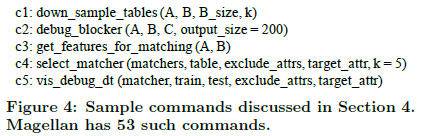 c1: down_sample_tables (A, B, B_size, k)
c2: debug_blocker (A, B, C, output_size = 200)
c3: get_features_for_matching (A, B)
c4: select_matcher (matchers, table, exclude_attrs, target_attr, k = 5)
c5: vis_debug_dt (matcher, train, test, exclude_attrs, target_attr)
Figure 4: Sample commands discussed in Section 4.
Magellan has 53 such commands.